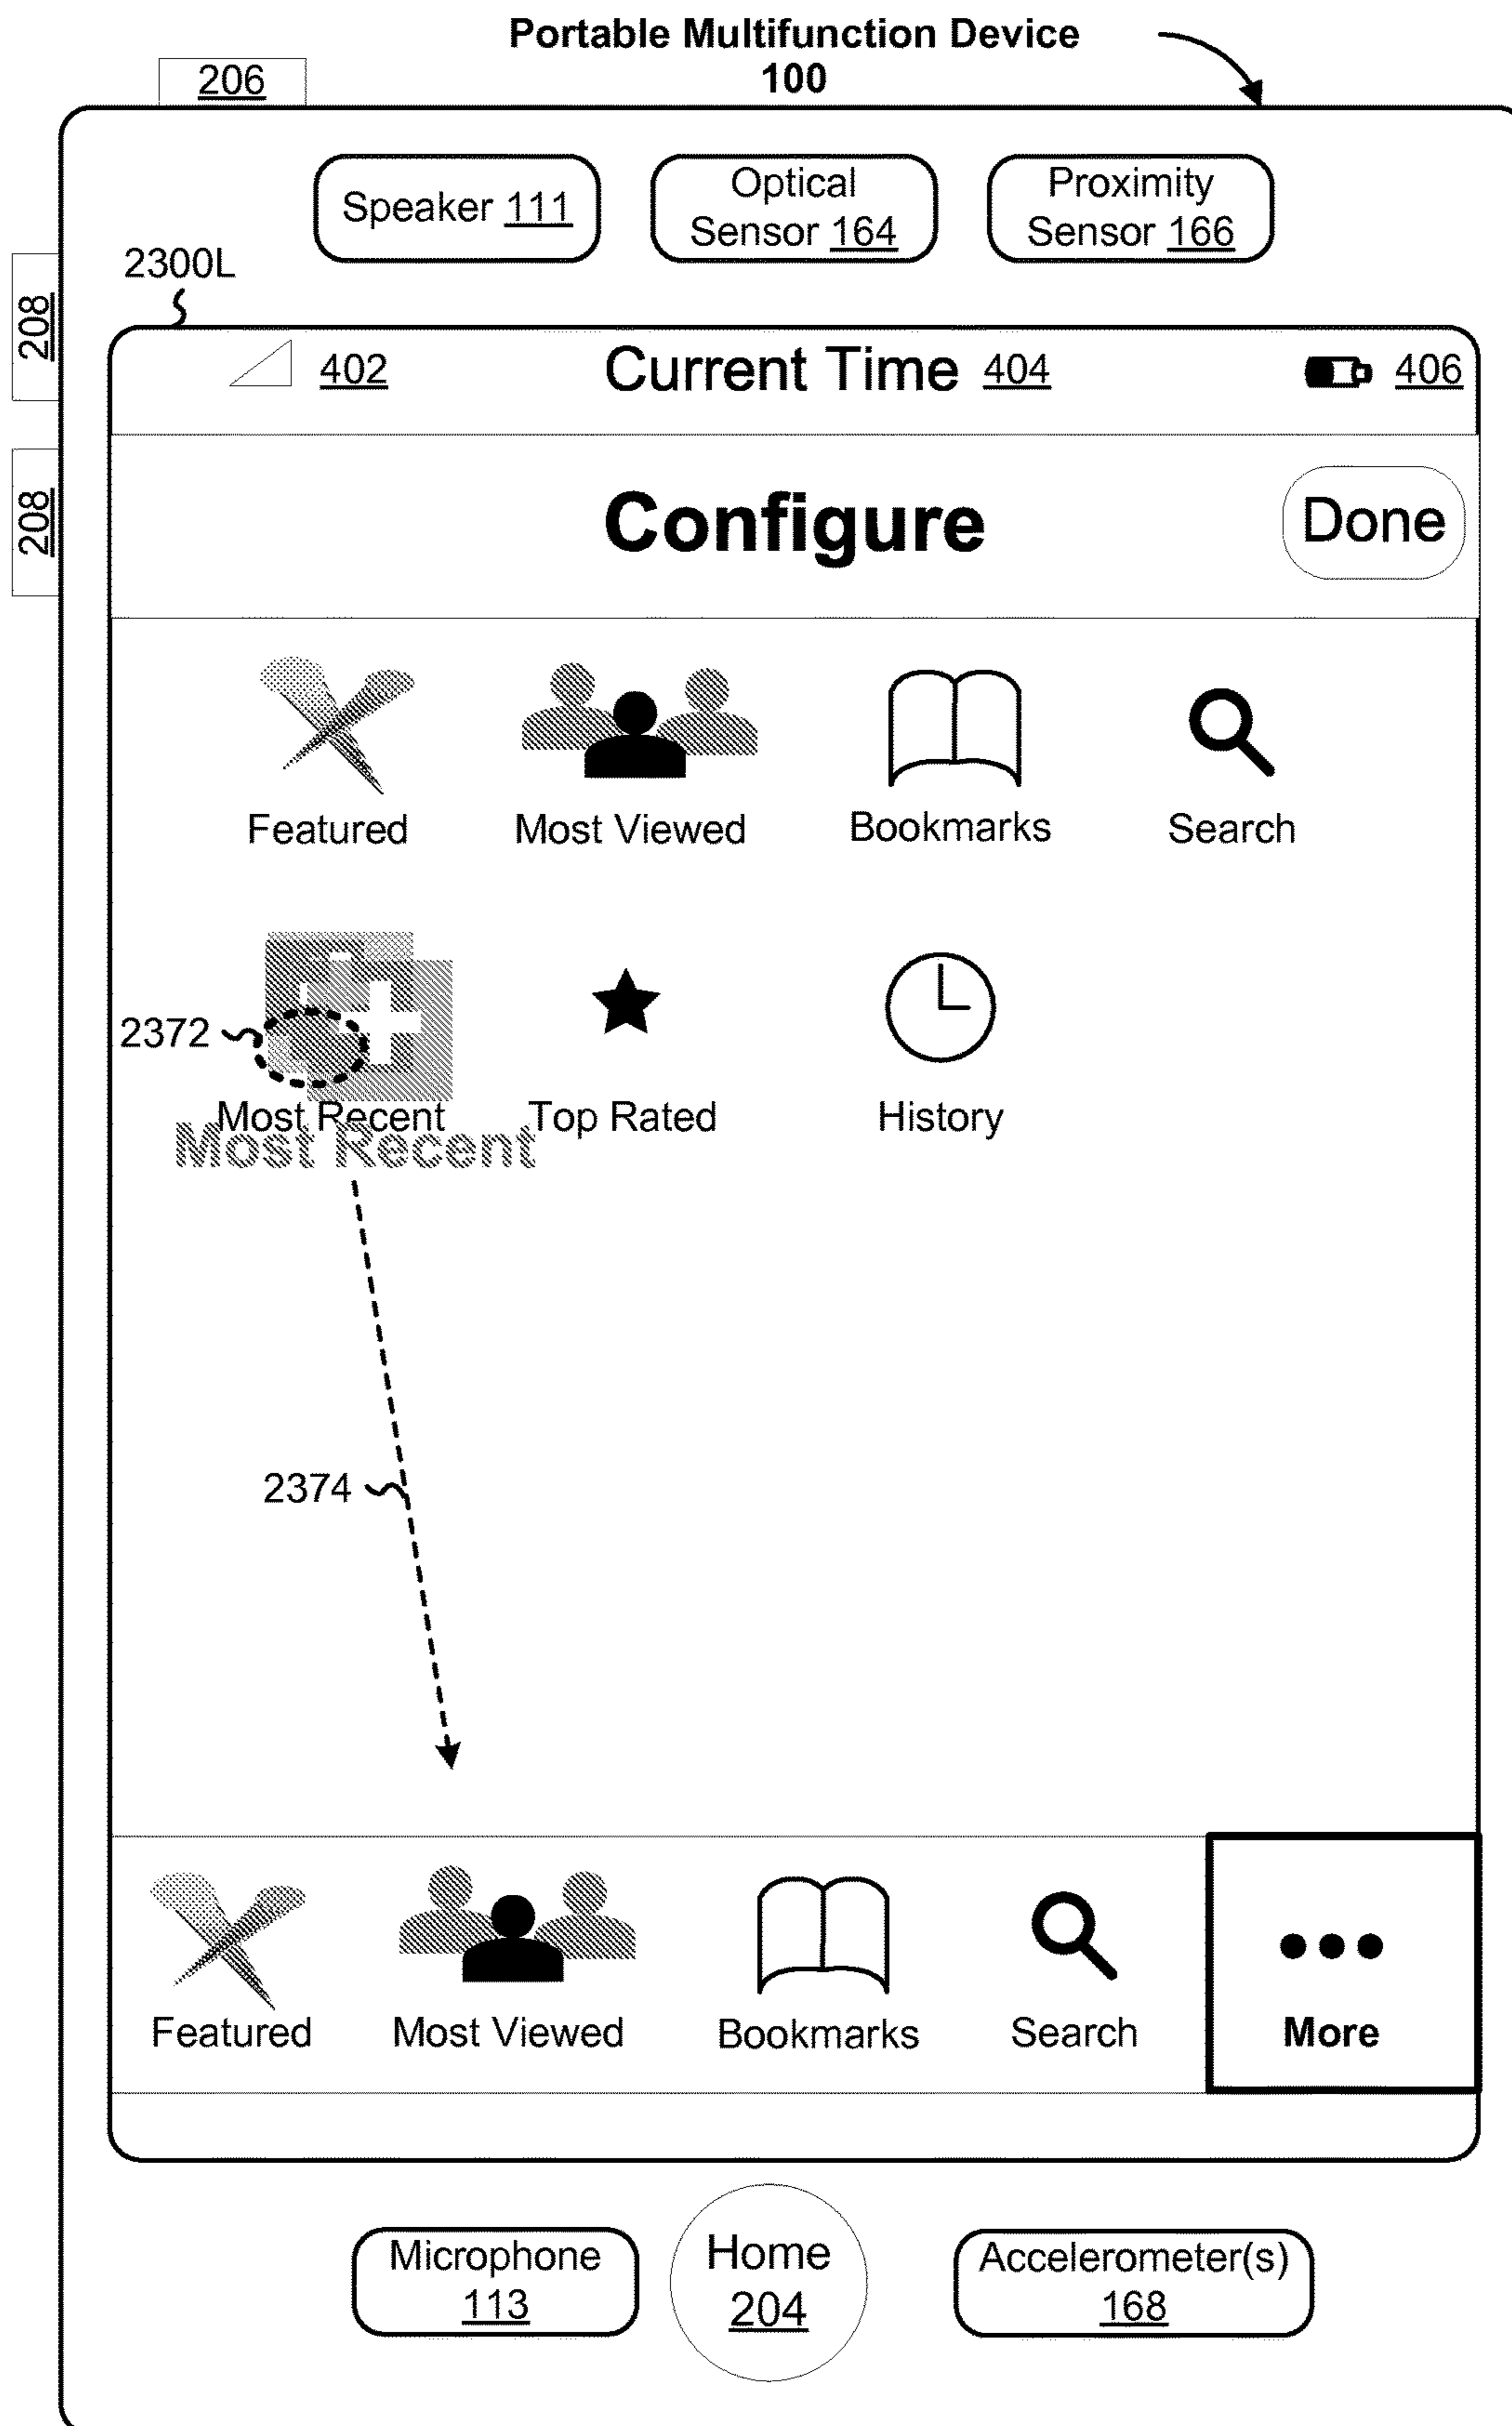 Portable Multifunction Device
100
206
Speaker 111
Optical
Sensor 164
Proximity
Sensor 166
2300L
208
402
Current Time 404
406
208
Configure
Done
Featured
Most Viewed
Bookmarks
Search
2372
Most Recent
Top Rated
History
Most Recent
2374
Featured
Most Viewed
Bookmarks
Search
More
Microphone
113
Home
204
Accelerometer(s)
168